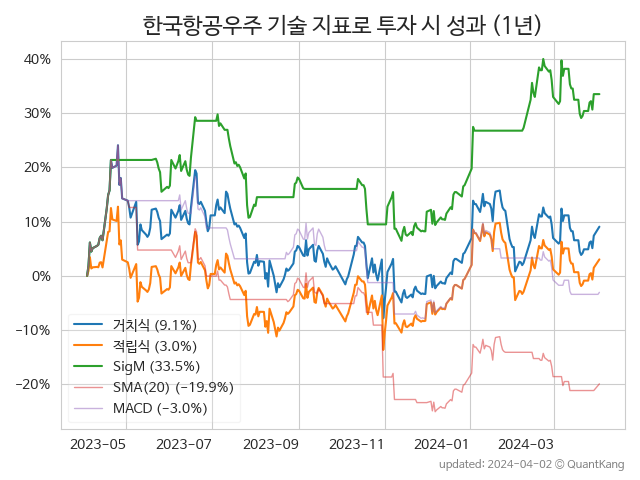 한국항공우주 기술 지표로 투자 시 성과 (1년)
40%
30%
20%
10%
0%
−10%
−20%
거치식 (9.1%)
적립식 (3.0%)
SigM (33.5%)
SMA(20) (−19.9%)
MACD (−3.0%)
2023-05
2023-07
2023-09
2023-11
2024-01
2024-03
updated: 2024-04-02 © QuantKang